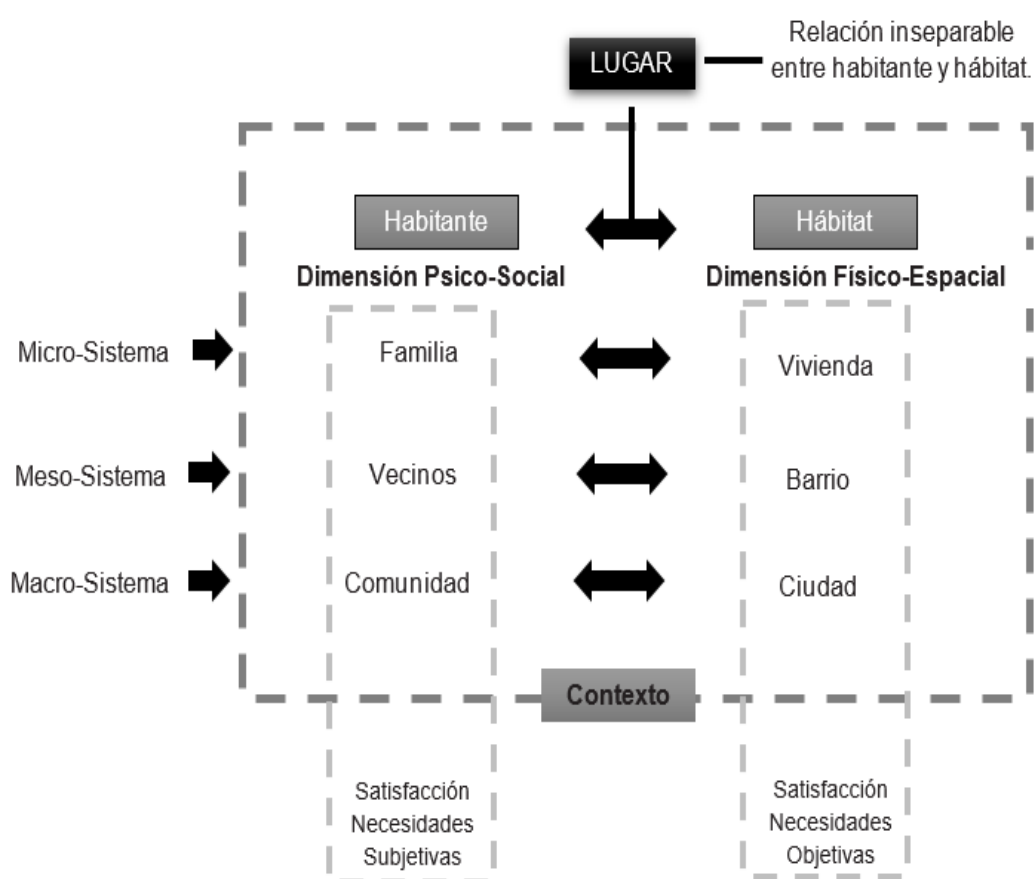 LUGAR
Relación inseparable
entre habitante y hábitat.
Habitante
Hábitat
Dimensión Psico-Social
Dimensión Físico-Espacial
Micro-Sistema
Familia
Vivienda
Meso-Sistema
Vecinos
Barrio
Macro-Sistema
Comunidad
Ciudad
Contexto
Satisfacción
Necesidades
Subjetivas
Satisfacción
Necesidades
Objetivas